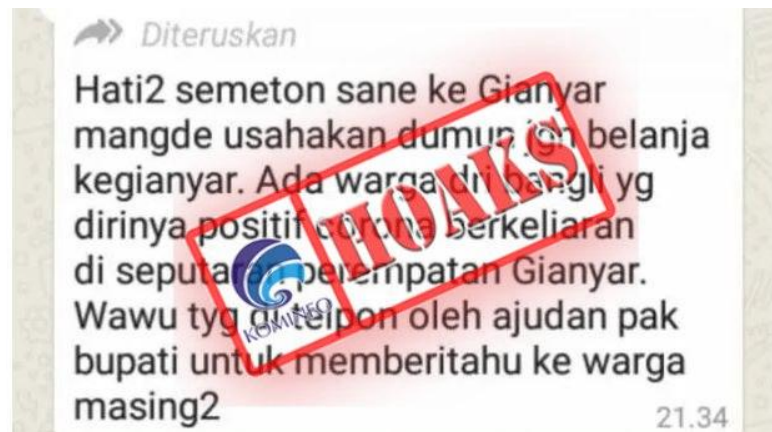 Diteruskan
Hati2 semeton sane ke Gianyar
mangde usahakan dumun jgn belanja
kegianyar. Ada warga dri bangli yg
dirinya positif corona berkeliaran
di seputaran perempatan Gianyar.
Wawu tyg di telpon oleh ajudan pak
bupati untuk memberitahu ke warga
masing2
21.34
HOAKS
KOMINFO